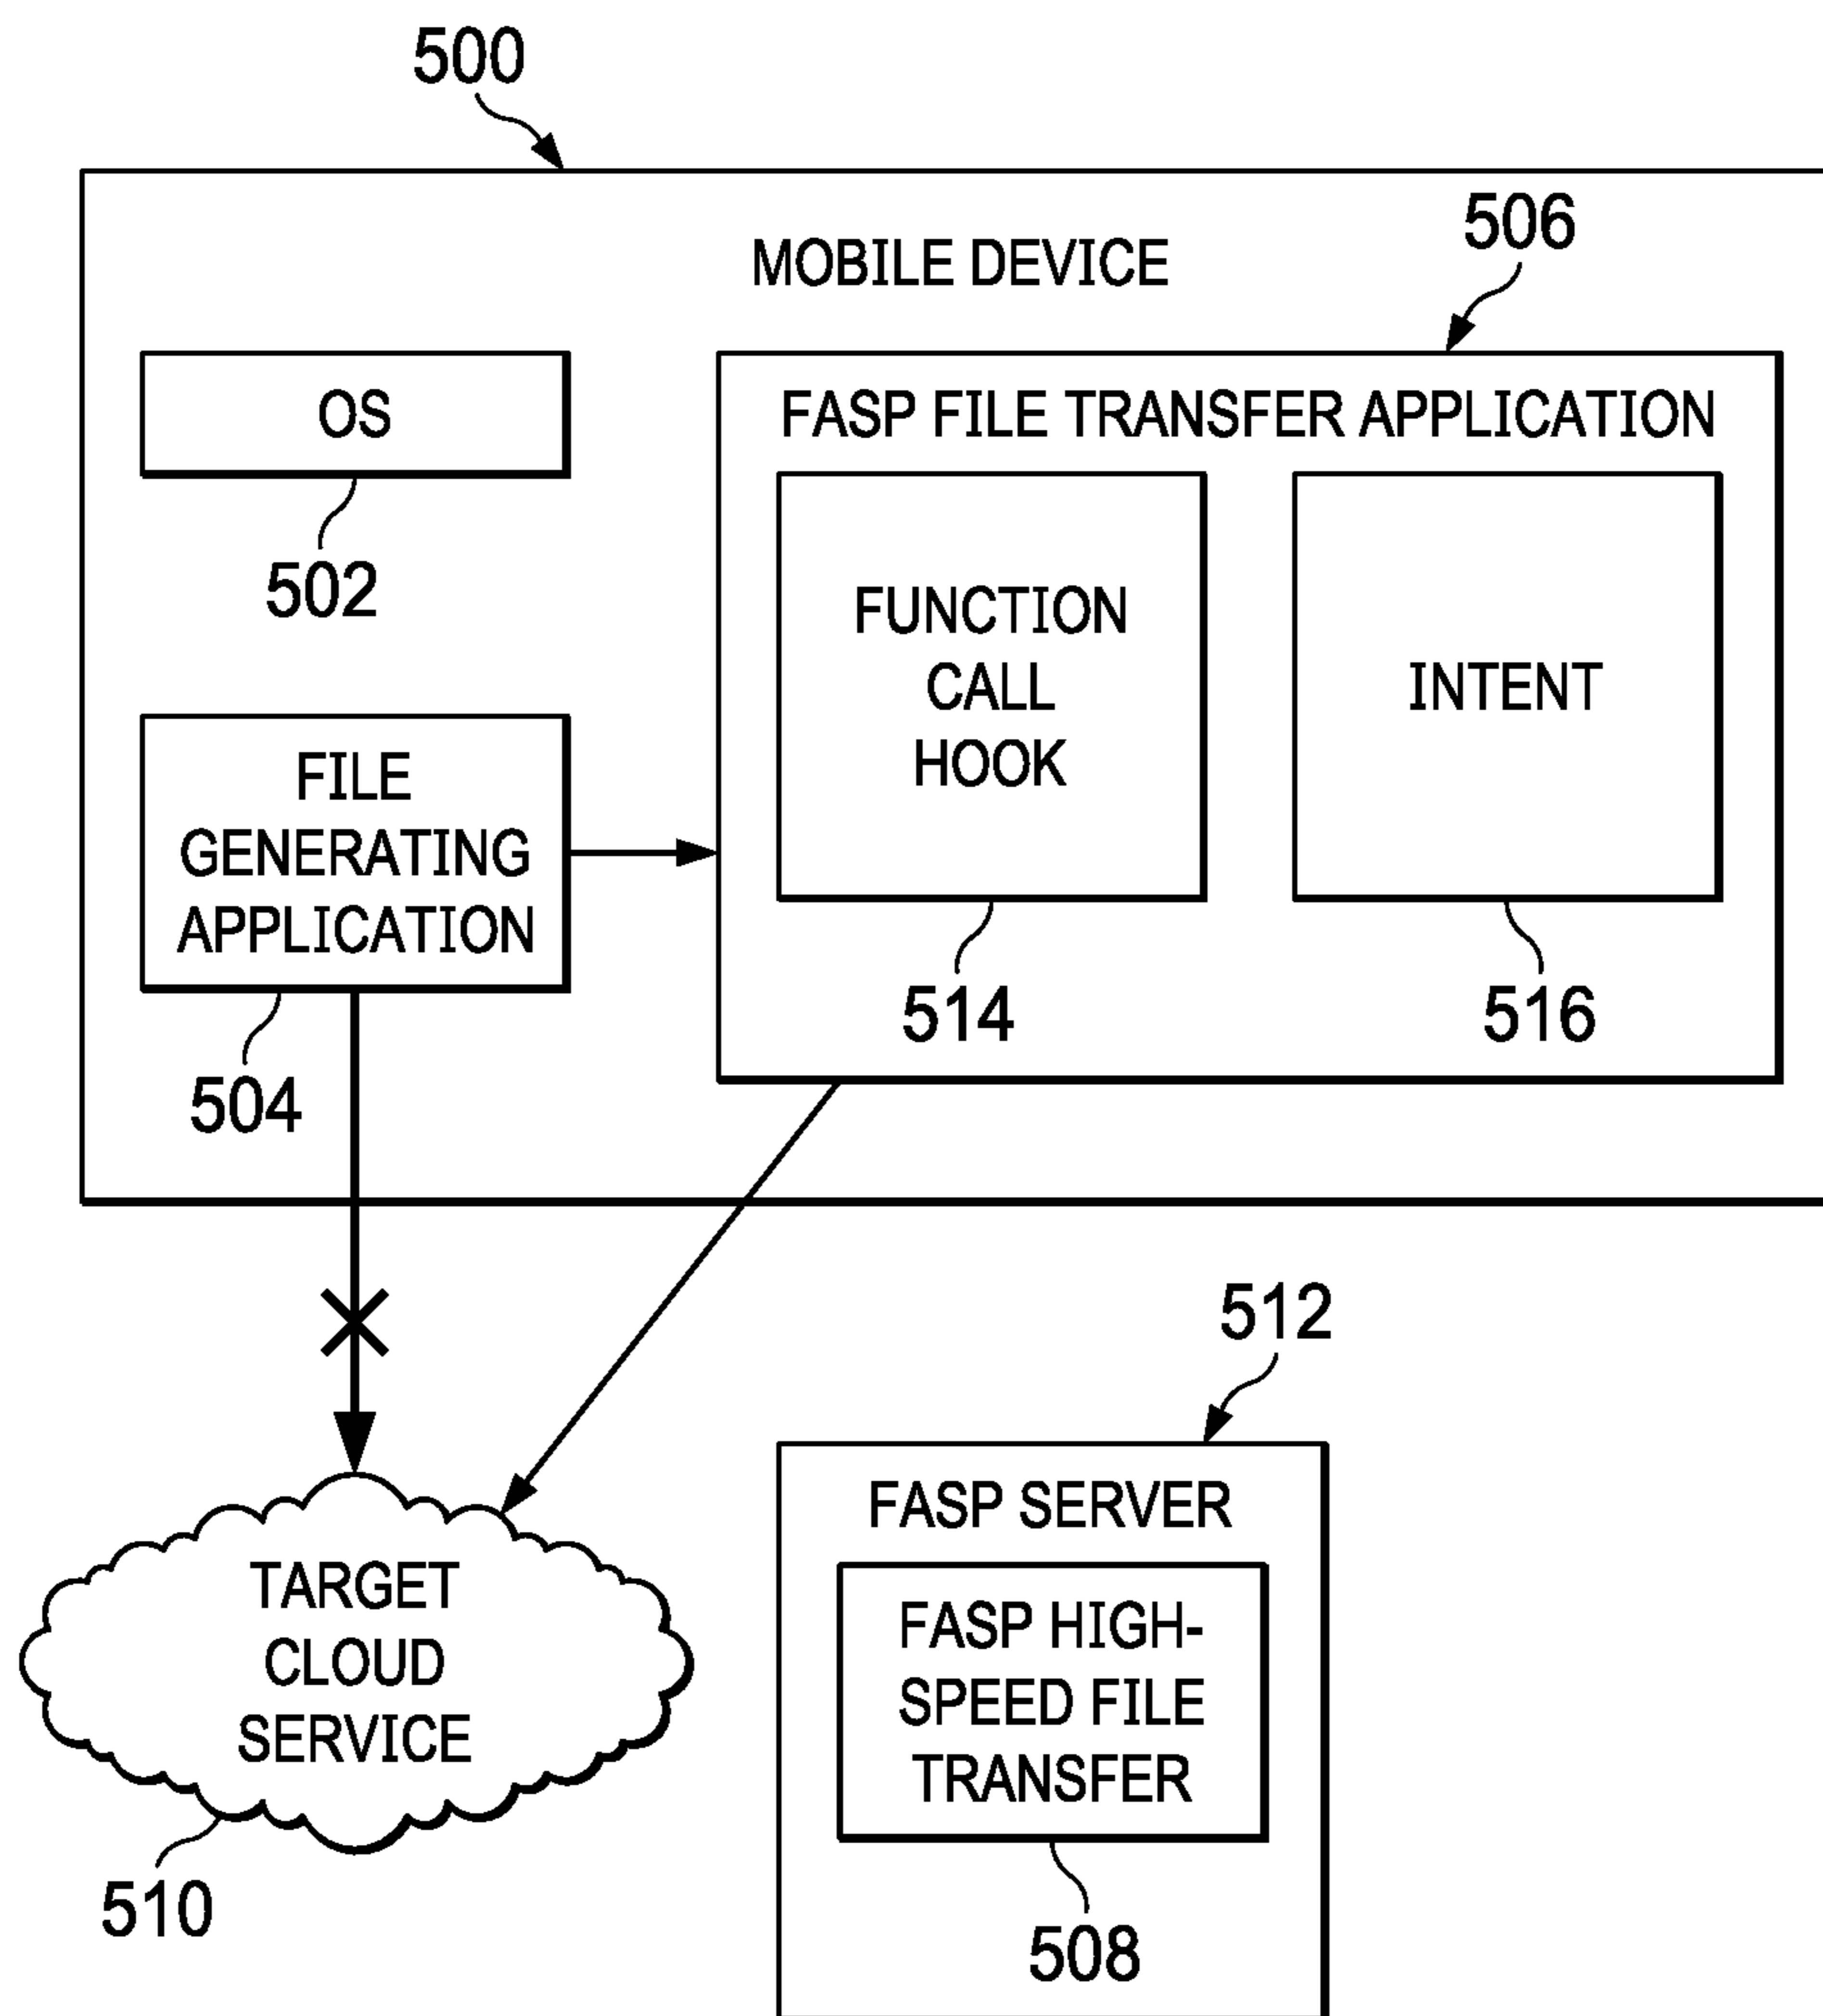 500
MOBILE DEVICE
506
OS
502
FASP FILE TRANSFER APPLICATION
FUNCTION
CALL
HOOK
514
INTENT
516
FILE
GENERATING
APPLICATION
504
512
TARGET
CLOUD
SERVICE
510
FASP SERVER
FASP HIGH-
SPEED FILE
TRANSFER
508